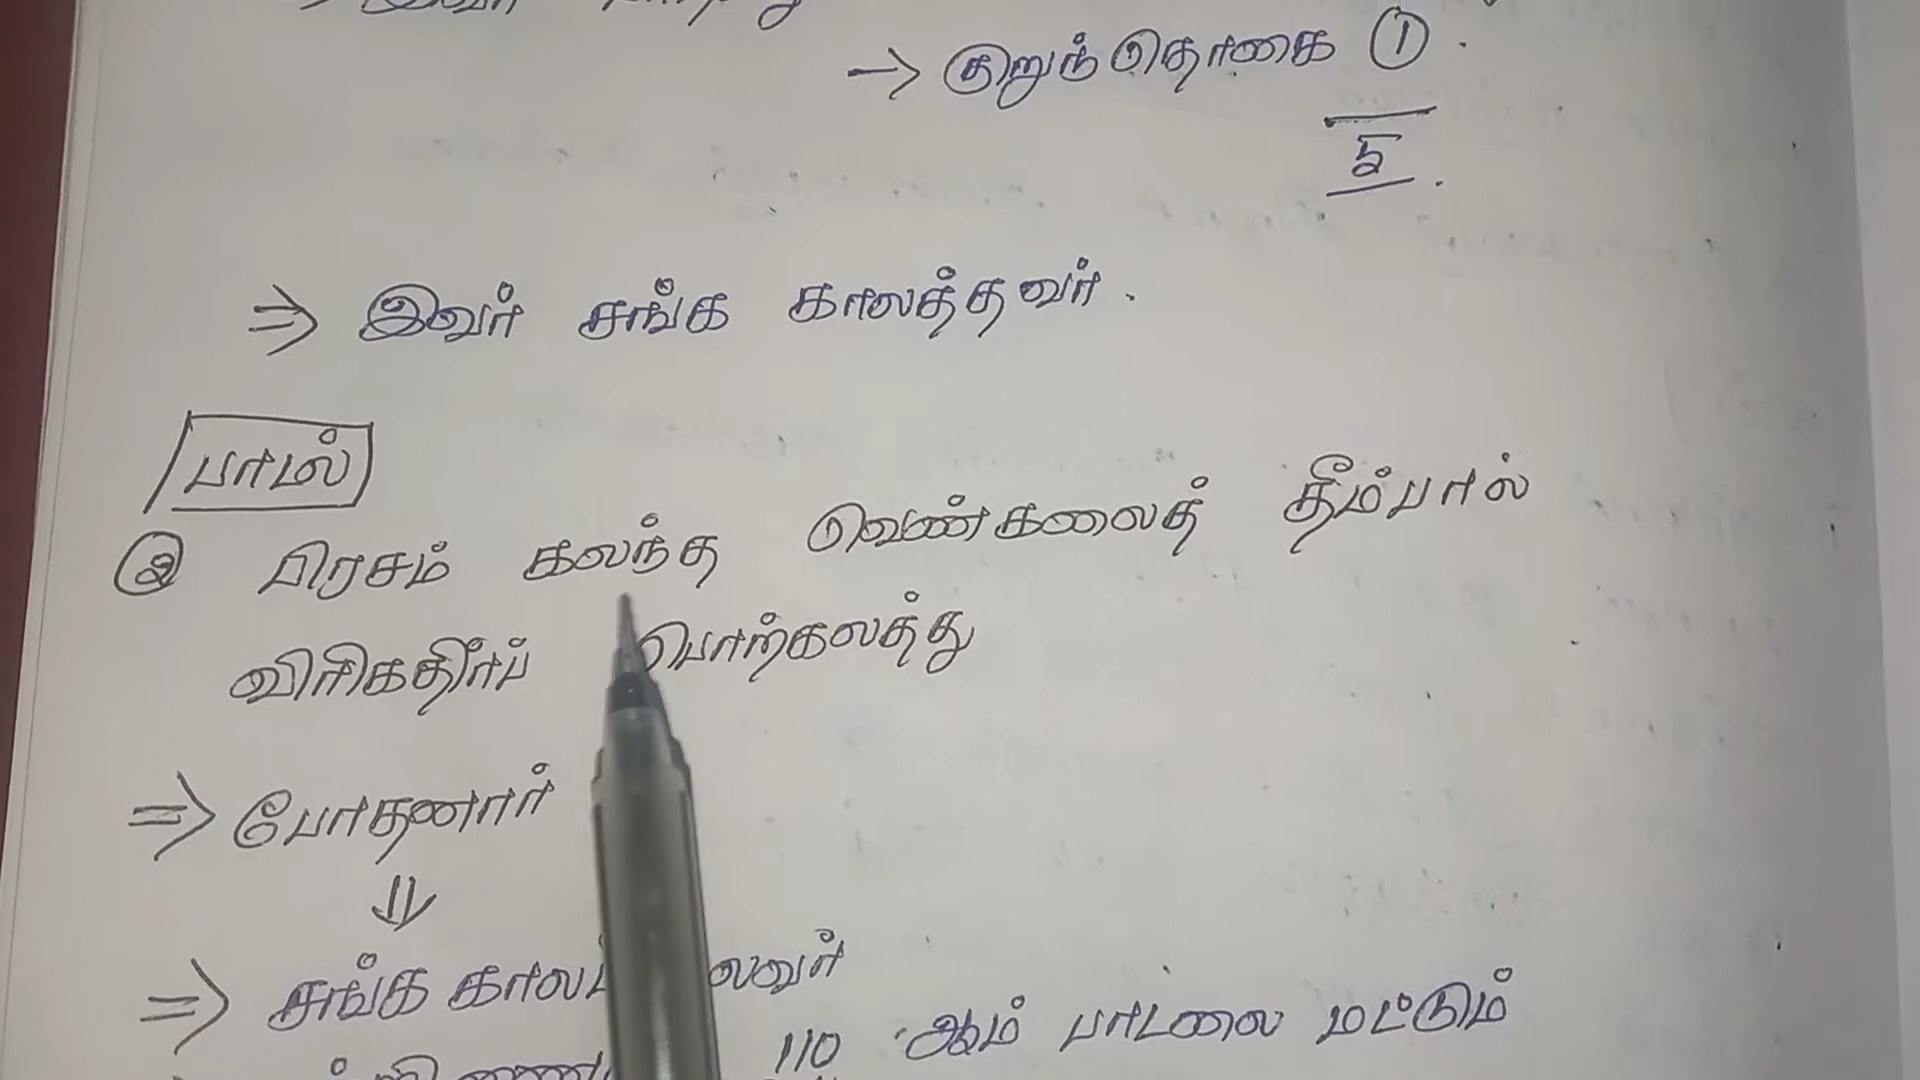 → குறுந்தொகை ①.
5.
⇒ இவர் சங்க காலத்தவர்.
பாடல்
② பிரசம் கலந்த வெண்கலைத் தீம்பால்
விரிகதிர்ப் பொற்கலத்து
⇒ போதனார்
⇓
⇒ சங்க கால
110 ஆம் பாடலை மட்டும்